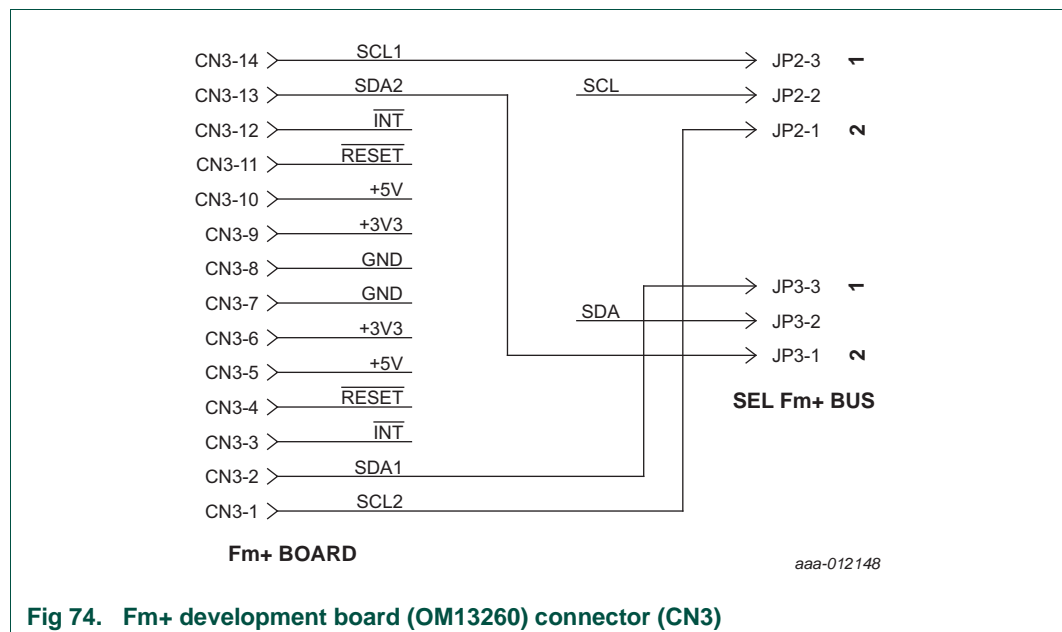 CN3-14 SCL1 JP2-3 1
CN3-13 SDA2 SCL JP2-2
CN3-12 INT JP2-1 2
CN3-11 RESET
CN3-10 +5V
CN3-9 +3V3
CN3-8 GND
CN3-7 GND JP3-3 1
CN3-6 +3V3 SDA JP3-2
CN3-5 +5V JP3-1 2
CN3-4 RESET SEL Fm+ BUS
CN3-3 INT
CN3-2 SDA1
CN3-1 SCL2
Fm+ BOARD
aaa-012148
Fig 74. Fm+ development board (OM13260) connector (CN3)